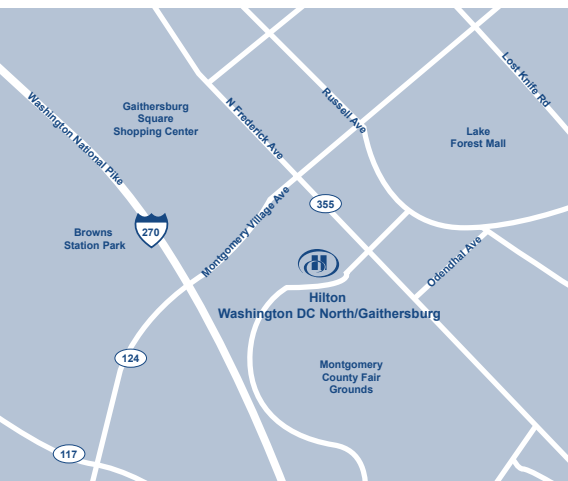 Lost Knife Rd
Russell Ave
Washington National Pike
Gaithersburg
Square
Shopping Center
N Frederick Ave
Lake
Forest Mall
355
Montgomery Village Ave
270
Browns
Station Park
Odendhal Ave
H
Hilton
Washington DC North/Gaithersburg
124
Montgomery
County Fair
Grounds
117